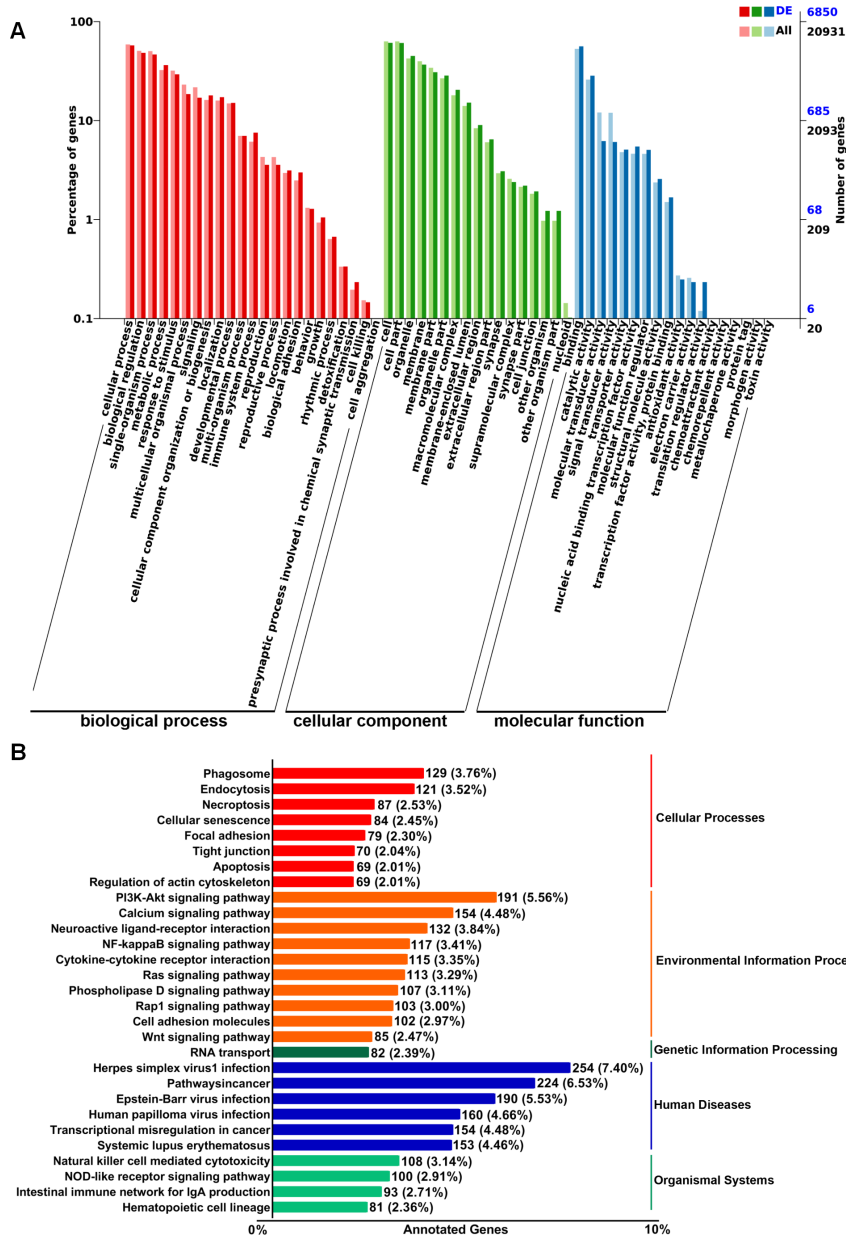 A
100
10
1
0.1
Percentage of genes
DE
All
6850
20931
685
2093
68
209
6
20
Number of genes
cellular process
biological regulation
single-organism process
metabolic process
response to stimulus
multicellular organismal process
signaling
cellular component organization or biogenesis
localization
developmental process
multi-organism process
immune system process
reproduction
reproductive process
locomotion
biological adhesion
behavior
growth
rhythmic process
detoxification
presynaptic process involved in chemical synaptic transmission
cell killing
cell aggregation
cell
cell part
organelle
membrane
membrane part
organelle part
macromolecular complex
membrane-enclosed lumen
extracellular region
extracellular region part
synapse
supramolecular complex
synapse part
cell junction
other organism
other organism part
nucleoid
binding
catalytic activity
molecular transducer activity
signal transducer activity
transporter activity
nucleic acid binding transcription factor activity
molecular function regulator
structural molecule activity
transcription factor activity, protein binding
antioxidant activity
electron carrier activity
translation regulator activity
chemoattractant activity
chemorepellent activity
metallochaperone activity
protein tag
morphogen activity
toxin activity
biological process
cellular component
molecular function
B
Phagosome 129 (3.76%)
Endocytosis 121 (3.52%)
Necroptosis 87 (2.53%)
Cellular senescence 84 (2.45%)
Focal adhesion 79 (2.30%)
Tight junction 70 (2.04%)
Apoptosis 69 (2.01%)
Regulation of actin cytoskeleton 69 (2.01%)
Cellular Processes
PI3K-Akt signaling pathway 191 (5.56%)
Calcium signaling pathway 154 (4.48%)
Neuroactive ligand-receptor interaction 132 (3.84%)
NF-kappaB signaling pathway 117 (3.41%)
Cytokine-cytokine receptor interaction 115 (3.35%)
Ras signaling pathway 113 (3.29%)
Phospholipase D signaling pathway 107 (3.11%)
Rap1 signaling pathway 103 (3.00%)
Cell adhesion molecules 102 (2.97%)
Wnt signaling pathway 85 (2.47%)
Environmental Information Proce
RNA transport 82 (2.39%)
Genetic Information Processing
Herpes simplex virus1 infection 254 (7.40%)
Pathwaysincancer 224 (6.53%)
Epstein-Barr virus infection 190 (5.53%)
Human papilloma virus infection 160 (4.66%)
Transcriptional misregulation in cancer 154 (4.48%)
Systemic lupus erythematosus 153 (4.46%)
Human Diseases
Natural killer cell mediated cytotoxicity 108 (3.14%)
NOD-like receptor signaling pathway 100 (2.91%)
Intestinal immune network for IgA production 93 (2.71%)
Hematopoietic cell lineage 81 (2.36%)
Organismal Systems
0%
Annotated Genes
10%